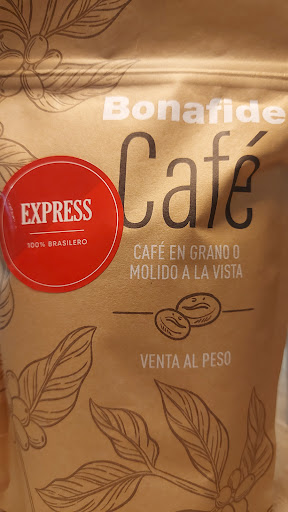 Bonafide
Café
EXPRESS
100% BRASILERO
CAFÉ EN GRANO O
MOLIDO A LA VISTA
VENTA AL PESO